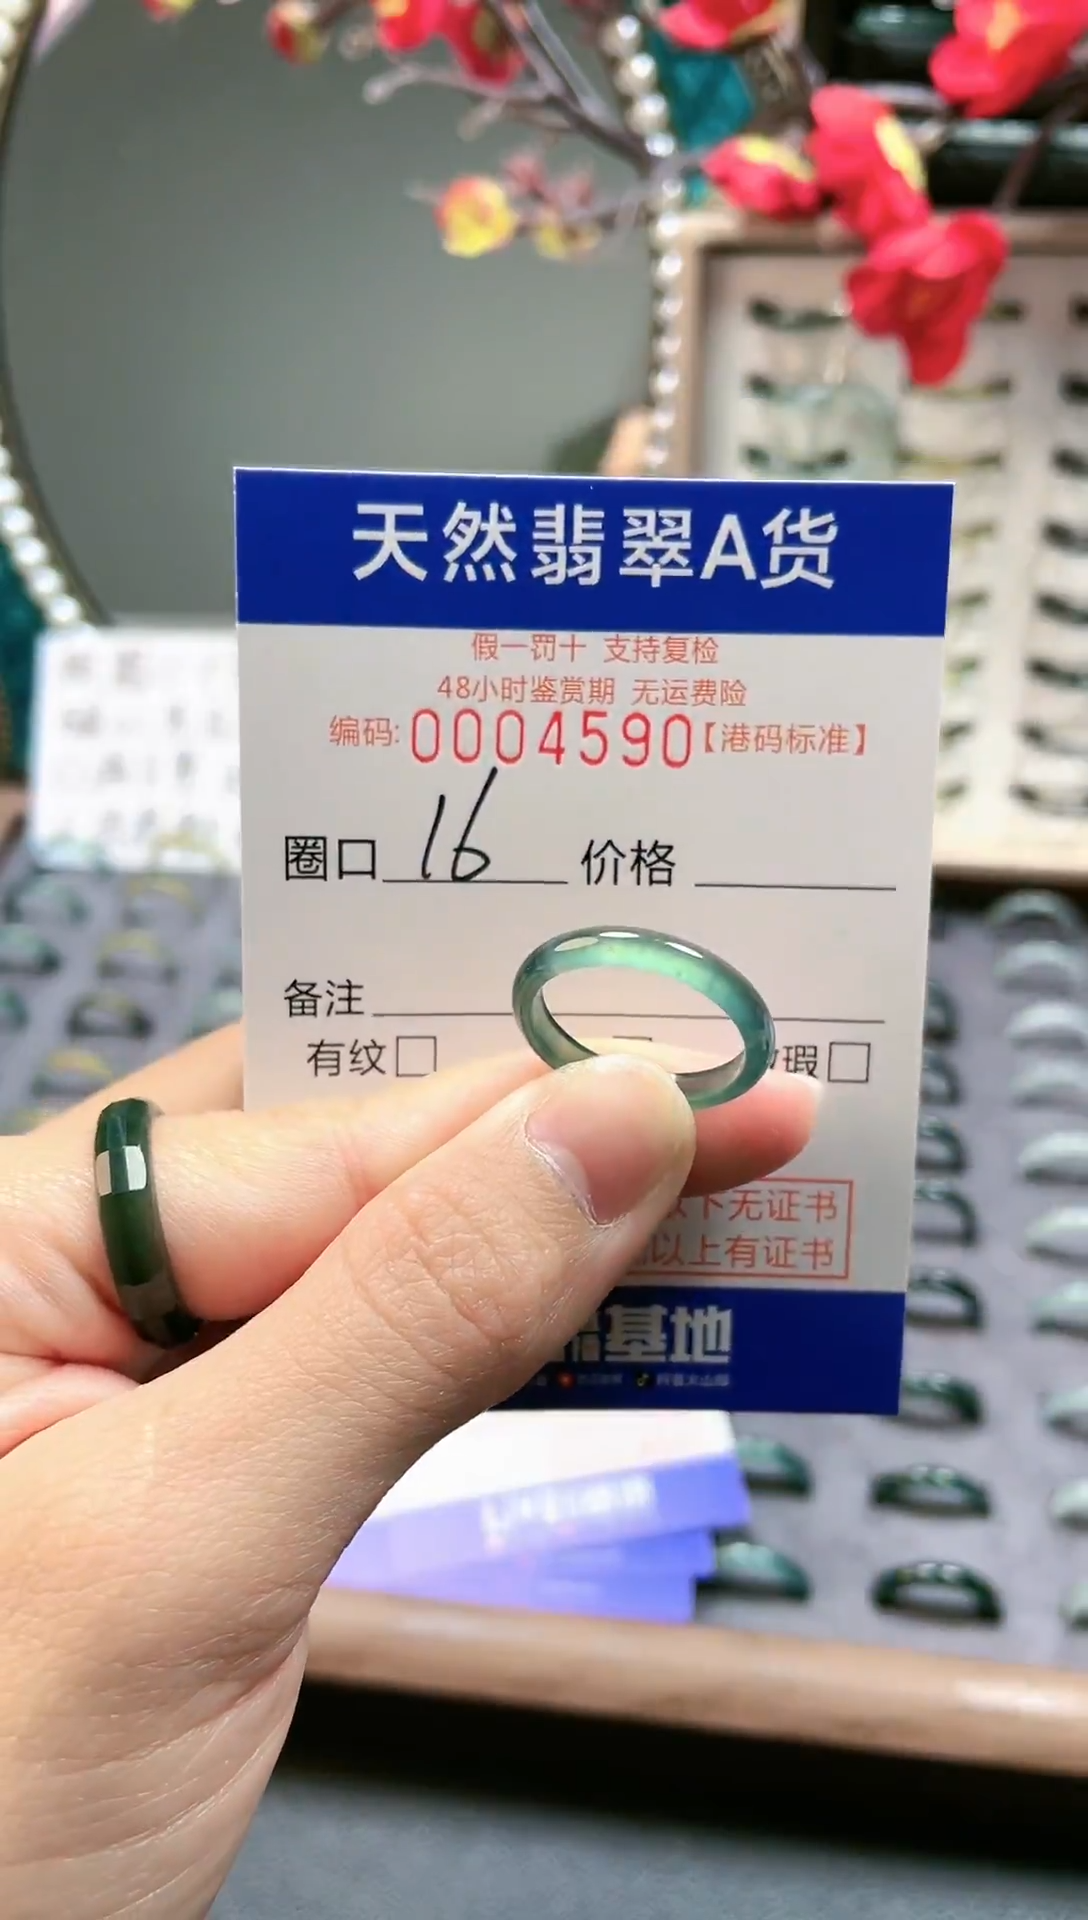 天然翡翠A货
假一罚十 支持复检
48小时鉴赏期 无运费险
编码: 0004590【港码标准】
圈口 16 价格
备注
有纹□ 瑕□
以下无证书
以上有证书
基地